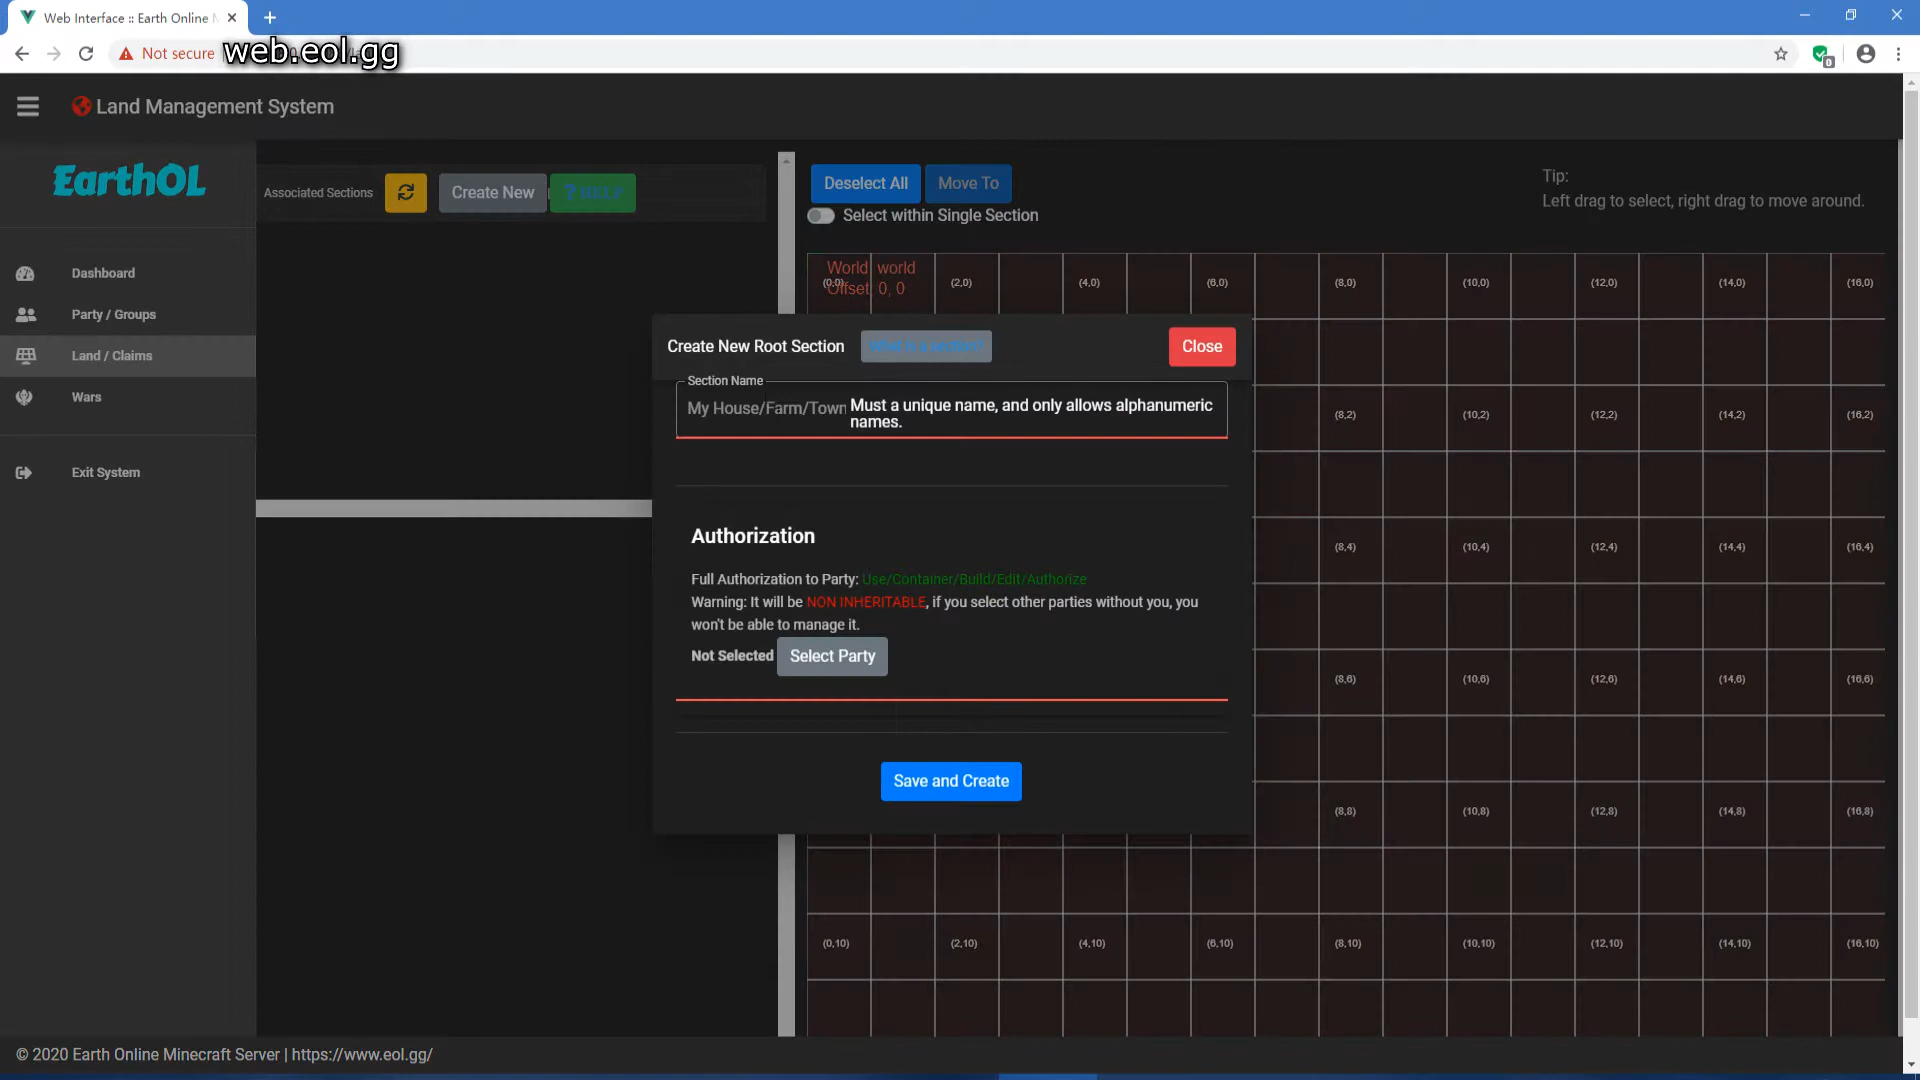 Web Interface :: Earth Online
Not secure
web.eol.gg
Land Management System
EarthOL
Dashboard
Party / Groups
Land / Claims
Wars
Exit System
Associated Sections
Create New
? HELP
Deselect All
Move To
Select within Single Section
Tip:
Left drag to select, right drag to move around.
World world
Offset 0, 0
(0,0)
(2,0)
(4,0)
(6,0)
(8,0)
(10,0)
(12,0)
(14,0)
(16,0)
Create New Root Section
What is a section?
Close
Section Name
My House/Farm/Town
Must a unique name, and only allows alphanumeric
names.
Authorization
Full Authorization to Party: Use/Container/Build/Edit/Authorize
Warning: It will be NON INHERITABLE, if you select other parties without you, you
won't be able to manage it.
Not Selected
Select Party
Save and Create
(8,2)
(10,2)
(12,2)
(14,2)
(16,2)
(8,4)
(10,4)
(12,4)
(14,4)
(16,4)
(8,6)
(10,6)
(12,6)
(14,6)
(16,6)
(8,8)
(10,8)
(12,8)
(14,8)
(16,8)
(0,10)
(2,10)
(4,10)
(6,10)
(8,10)
(10,10)
(12,10)
(14,10)
(16,10)
© 2020 Earth Online Minecraft Server | https://www.eol.gg/